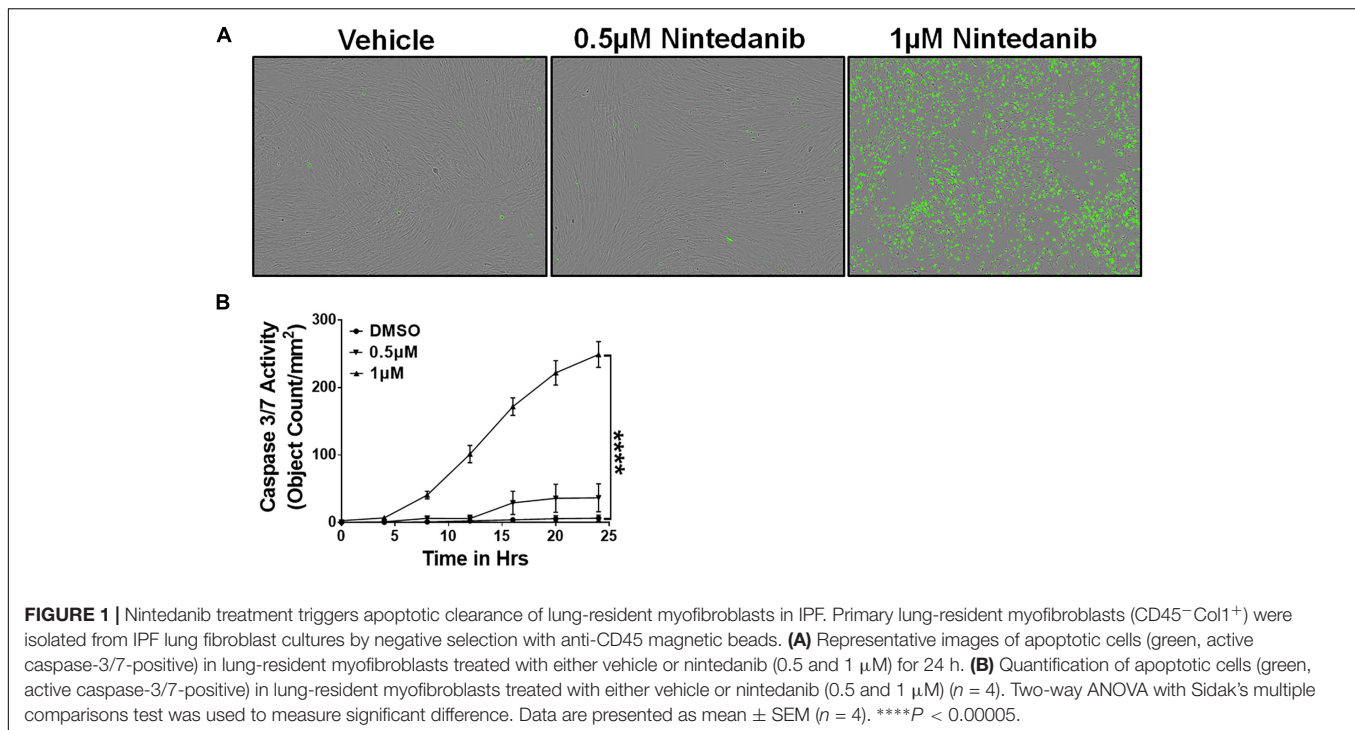 A
Vehicle
0.5µM Nintedanib
1µM Nintedanib
B
Caspase 3/7 Activity
(Object Count/mm²)
300
200
100
0
DMSO
0.5µM
1µM
****
0 5 10 15 20 25
Time in Hrs
FIGURE 1 | Nintedanib treatment triggers apoptotic clearance of lung-resident myofibroblasts in IPF. Primary lung-resident myofibroblasts (CD45⁻Col1⁺) were
isolated from IPF lung fibroblast cultures by negative selection with anti-CD45 magnetic beads. (A) Representative images of apoptotic cells (green, active
caspase-3/7-positive) in lung-resident myofibroblasts treated with either vehicle or nintedanib (0.5 and 1 µM) for 24 h. (B) Quantification of apoptotic cells (green,
active caspase-3/7-positive) in lung-resident myofibroblasts treated with either vehicle or nintedanib (0.5 and 1 µM) (n = 4). Two-way ANOVA with Sidak's multiple
comparisons test was used to measure significant difference. Data are presented as mean ± SEM (n = 4). ****P < 0.00005.